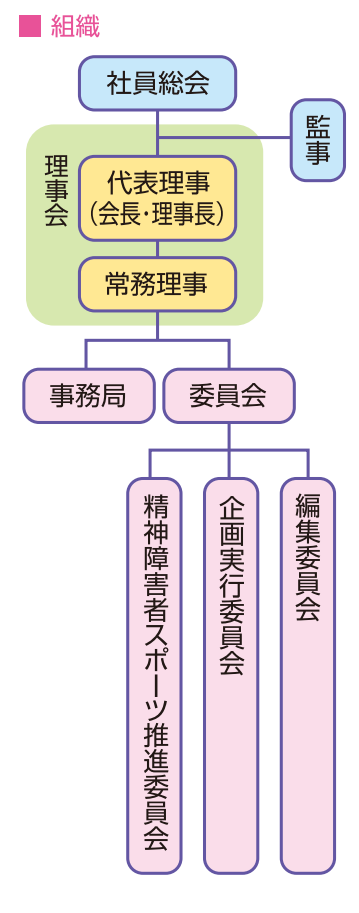 ■ 組織
社員総会
監事
理事会
代表理事
（会長・理事長）
常務理事
事務局
委員会
精神障害者スポーツ推進委員会
企画実行委員会
編集委員会